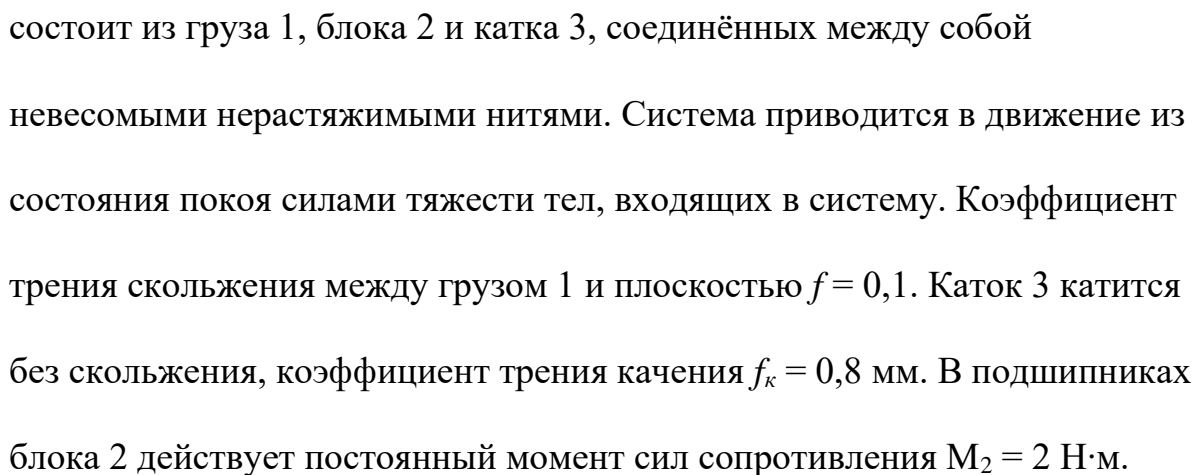 состоит из груза 1, блока 2 и катка 3, соединённых между собой
невесомыми нерастяжимыми нитями. Система приводится в движение из
состояния покоя силами тяжести тел, входящих в систему. Коэффициент
трения скольжения между грузом 1 и плоскостью f = 0,1. Каток 3 катится
без скольжения, коэффициент трения качения fк = 0,8 мм. В подшипниках
блока 2 действует постоянный момент сил сопротивления М₂ = 2 Н·м.